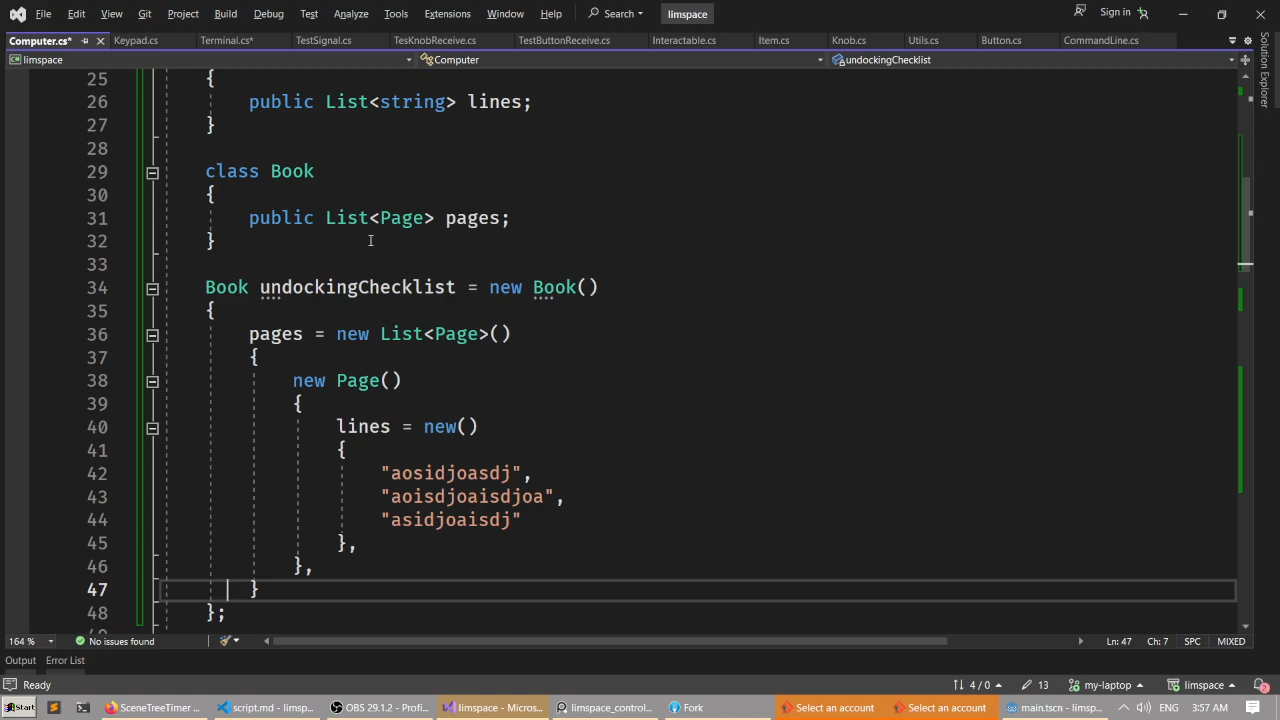 File Edit View Git Project Build Debug Test Analyze Tools Extensions Window Help Search limspace Sign in
Computer.cs* Keypad.cs Terminal.cs* TestSignal.cs TesKnobReceive.cs TestButtonReceive.cs Interactable.cs Item.cs Knob.cs Utils.cs Button.cs CommandLine.cs
limspace Computer undockingChecklist
Solution Explorer
25 {
26 public List<string> lines;
27 }
28
29 class Book
30 {
31 public List<Page> pages;
32 }
33
34 Book undockingChecklist = new Book()
35 {
36 pages = new List<Page>()
37 {
38 new Page()
39 {
40 lines = new()
41 {
42 "aosidjoasdj",
43 "aoisdjoaisdjoa",
44 "asidjoaisdj"
45 },
46 },
47 }
48 };
164 % No issues found Ln: 47 Ch: 7 SPC MIXED
Output Error List
Ready 4 / 0 13 my-laptop limspace 2
Start SceneTreeTimer ... script.md - limsp... OBS 29.1.2 - Profi... limspace - Micros... limspace_control... Fork Select an account Select an account main.tscn - limsp... ENG 3:57 AM